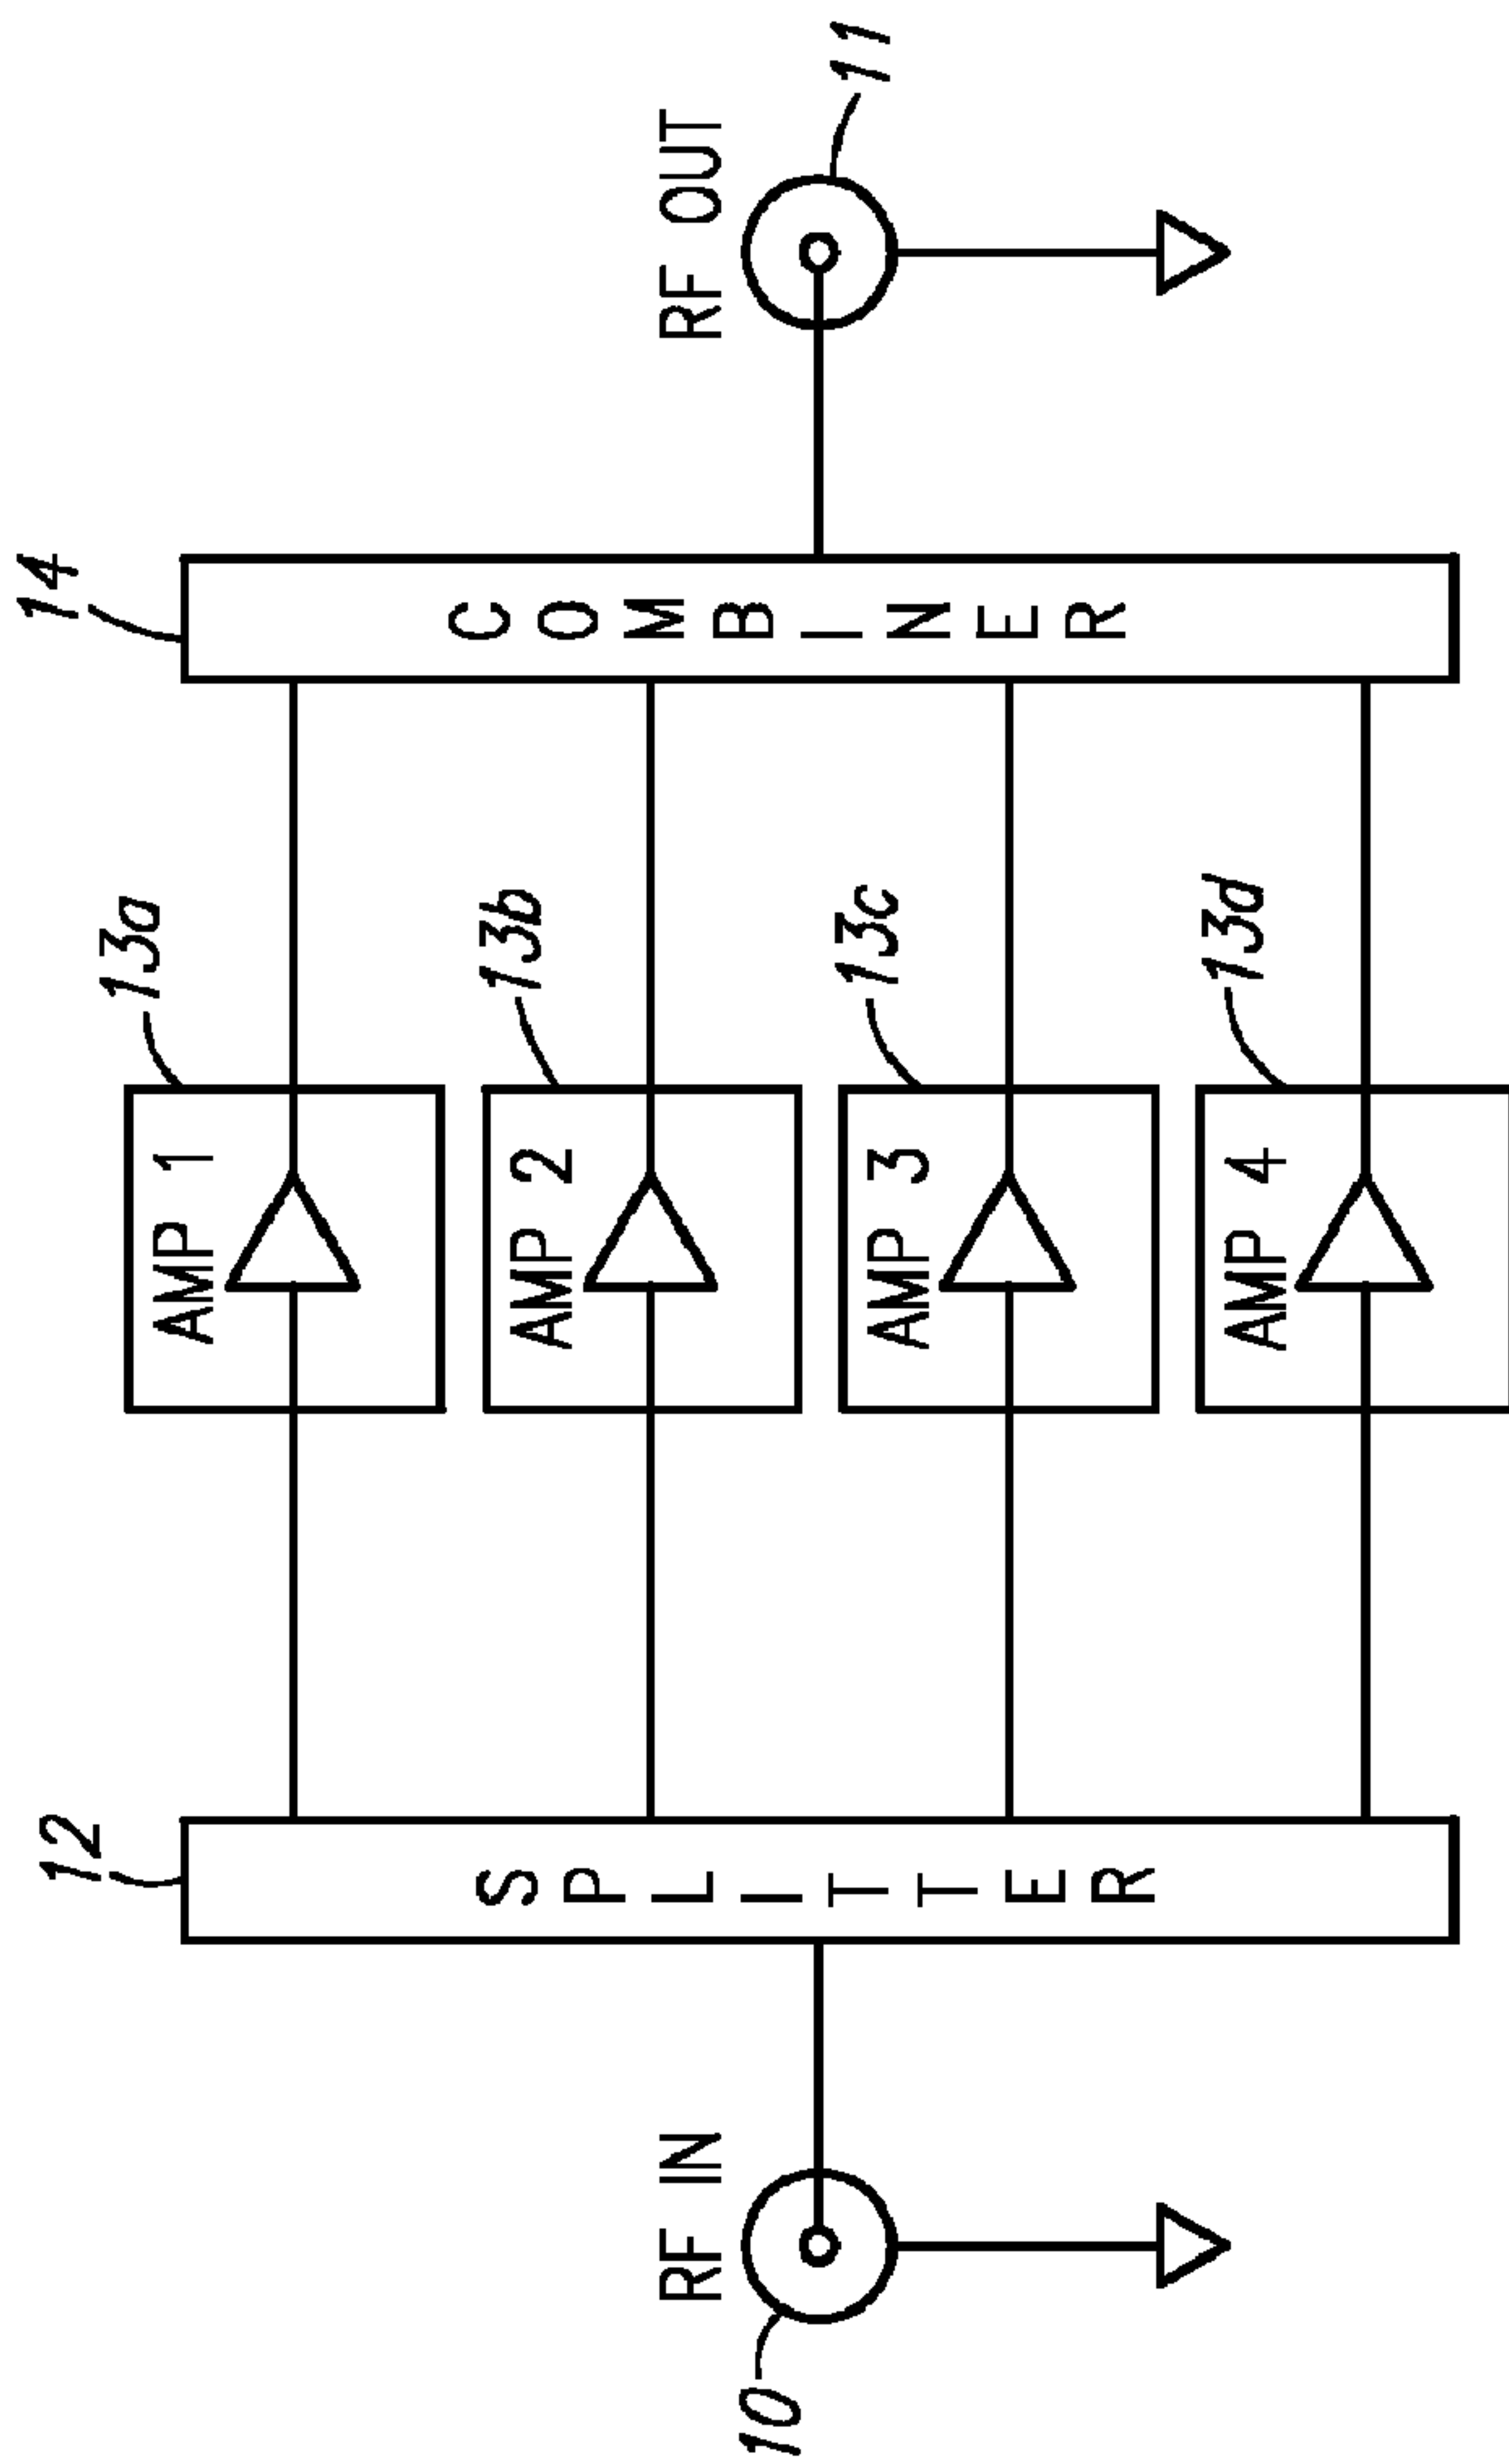 12
14
13a
AMP 1
13b
AMP 2
RF IN
RF OUT
10
11
SPLITTER
COMBINER
13c
AMP 3
13d
AMP 4